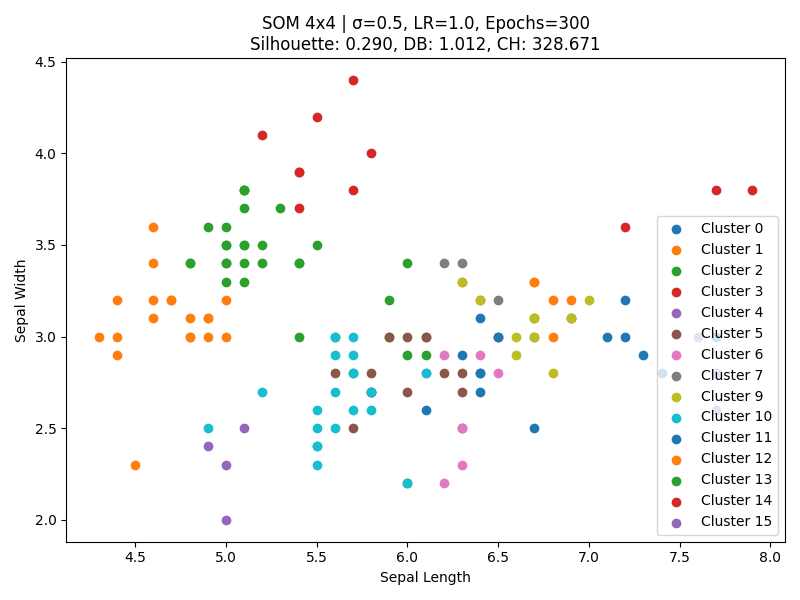 SOM 4x4 | σ=0.5, LR=1.0, Epochs=300
Silhouette: 0.290, DB: 1.012, CH: 328.671
4.5
4.0
3.5
3.0
2.5
2.0
Sepal Width
Cluster 0
Cluster 1
Cluster 2
Cluster 3
Cluster 4
Cluster 5
Cluster 6
Cluster 7
Cluster 9
Cluster 10
Cluster 11
Cluster 12
Cluster 13
Cluster 14
Cluster 15
4.5 5.0 5.5 6.0 6.5 7.0 7.5 8.0
Sepal Length